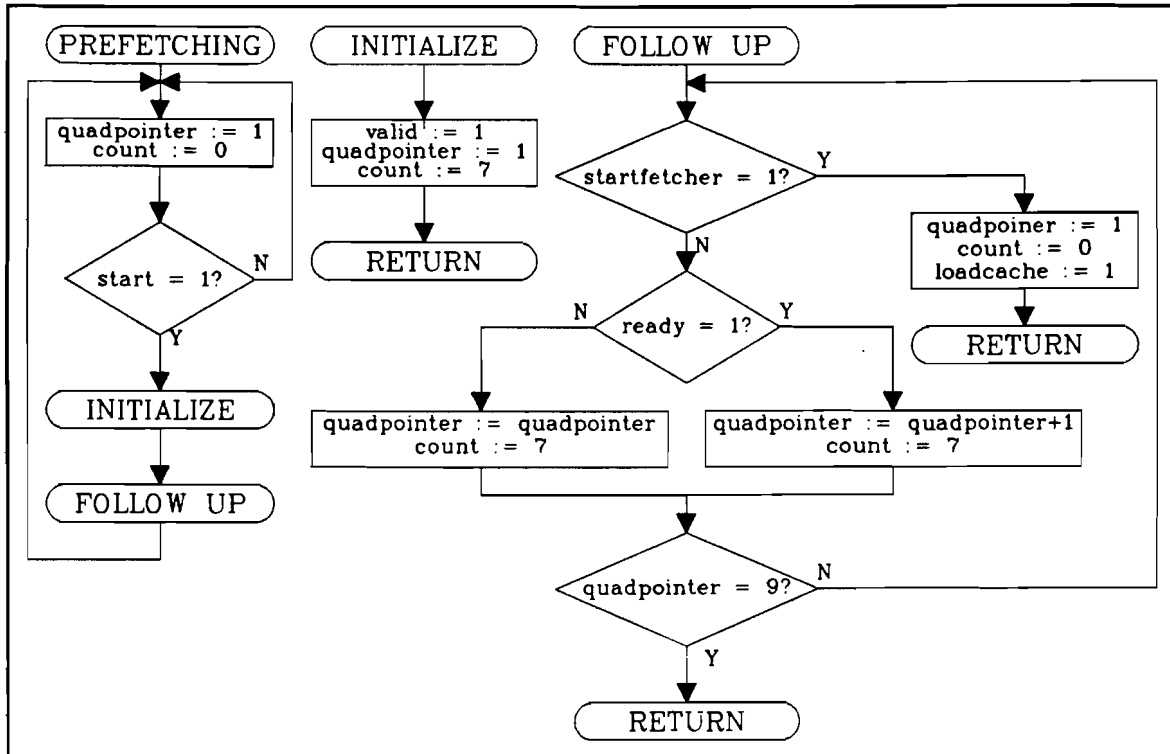 PREFETCHING
quadpointer := 1
count := 0
start = 1?
N
Y
INITIALIZE
FOLLOW UP
INITIALIZE
valid := 1
quadpointer := 1
count := 7
RETURN
FOLLOW UP
startfetcher = 1?
Y
N
quadpoiner := 1
count := 0
loadcache := 1
RETURN
ready = 1?
N
Y
quadpointer := quadpointer
count := 7
quadpointer := quadpointer+1
count := 7
quadpointer = 9?
N
Y
RETURN